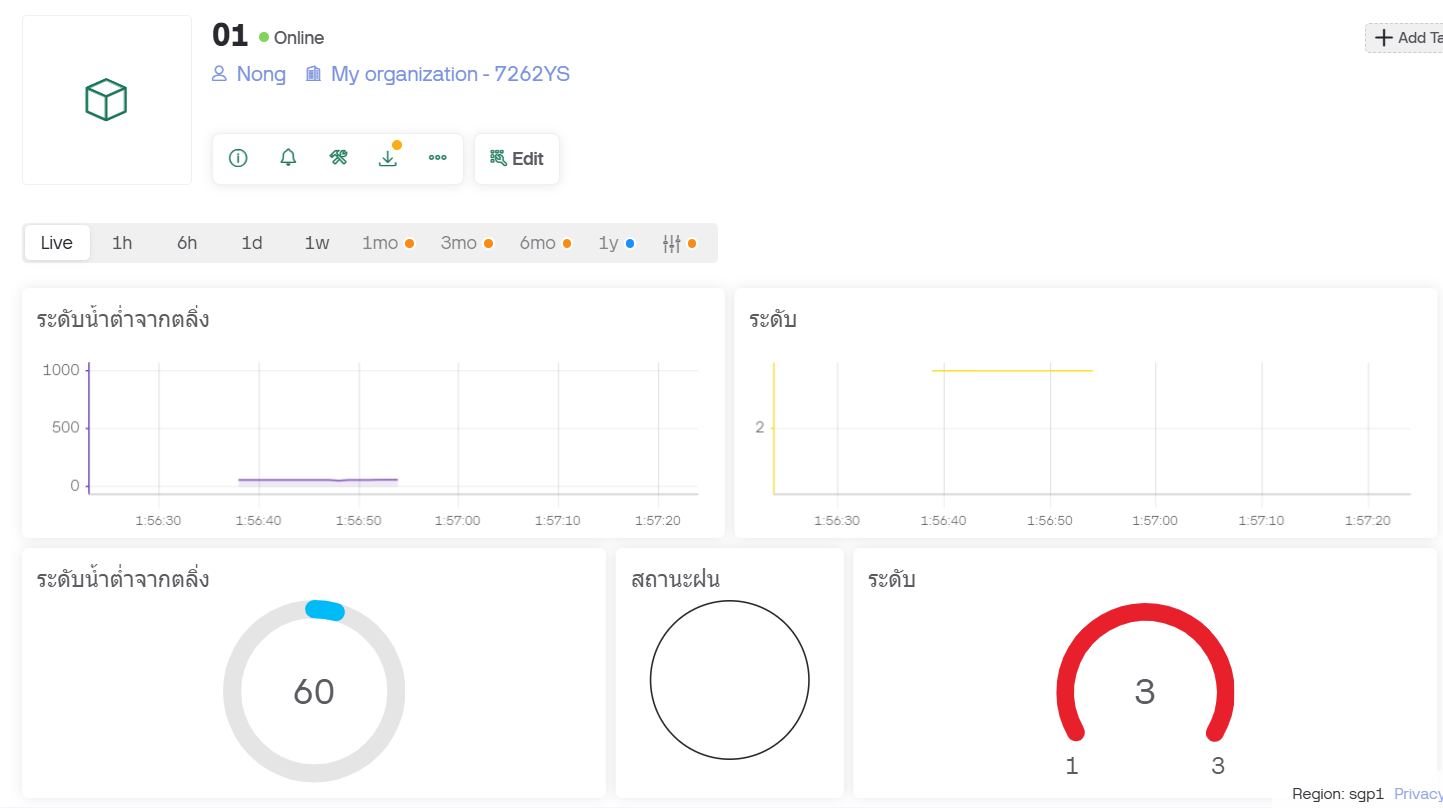 01 Online
Add Ta
Nong My organization - 7262YS
Edit
Live 1h 6h 1d 1w 1mo 3mo 6mo 1y
ระดับน้ำต่ำจากตลิ่ง
1000
500
0
1:56:30 1:56:40 1:56:50 1:57:00 1:57:10 1:57:20
ระดับ
2
1:56:30 1:56:40 1:56:50 1:57:00 1:57:10 1:57:20
ระดับน้ำต่ำจากตลิ่ง
60
สถานะฝน
ระดับ
3
1 3
Region: sgp1 Privacy